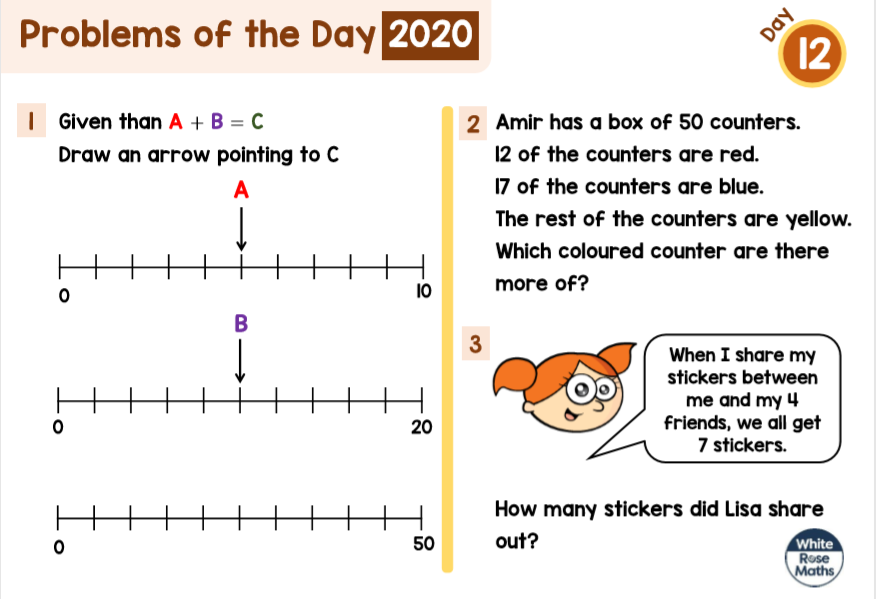 Problems of the Day 2020
Day
12
1
Given than A + B = C
Draw an arrow pointing to C
A
0
10
B
0
20
0
50
2
Amir has a box of 50 counters.
12 of the counters are red.
17 of the counters are blue.
The rest of the counters are yellow.
Which coloured counter are there
more of?
3
When I share my
stickers between
me and my 4
friends, we all get
7 stickers.
How many stickers did Lisa share
out?
White
Rose
Maths